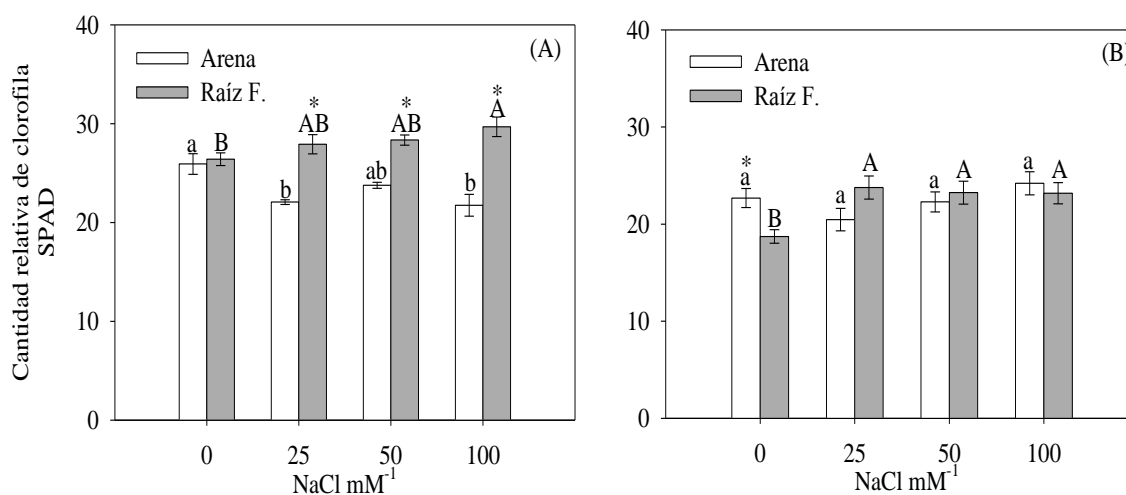 Cantidad relativa de clorofila
SPAD
40
30
20
10
0
(A)
Arena
Raíz F.
a
B
b
*
AB
ab
*
AB
b
*
A
0
25
50
100
NaCl mM⁻¹
40
30
20
10
0
(B)
Arena
Raíz F.
*
a
B
a
A
a
A
a
A
0
25
50
100
NaCl mM⁻¹